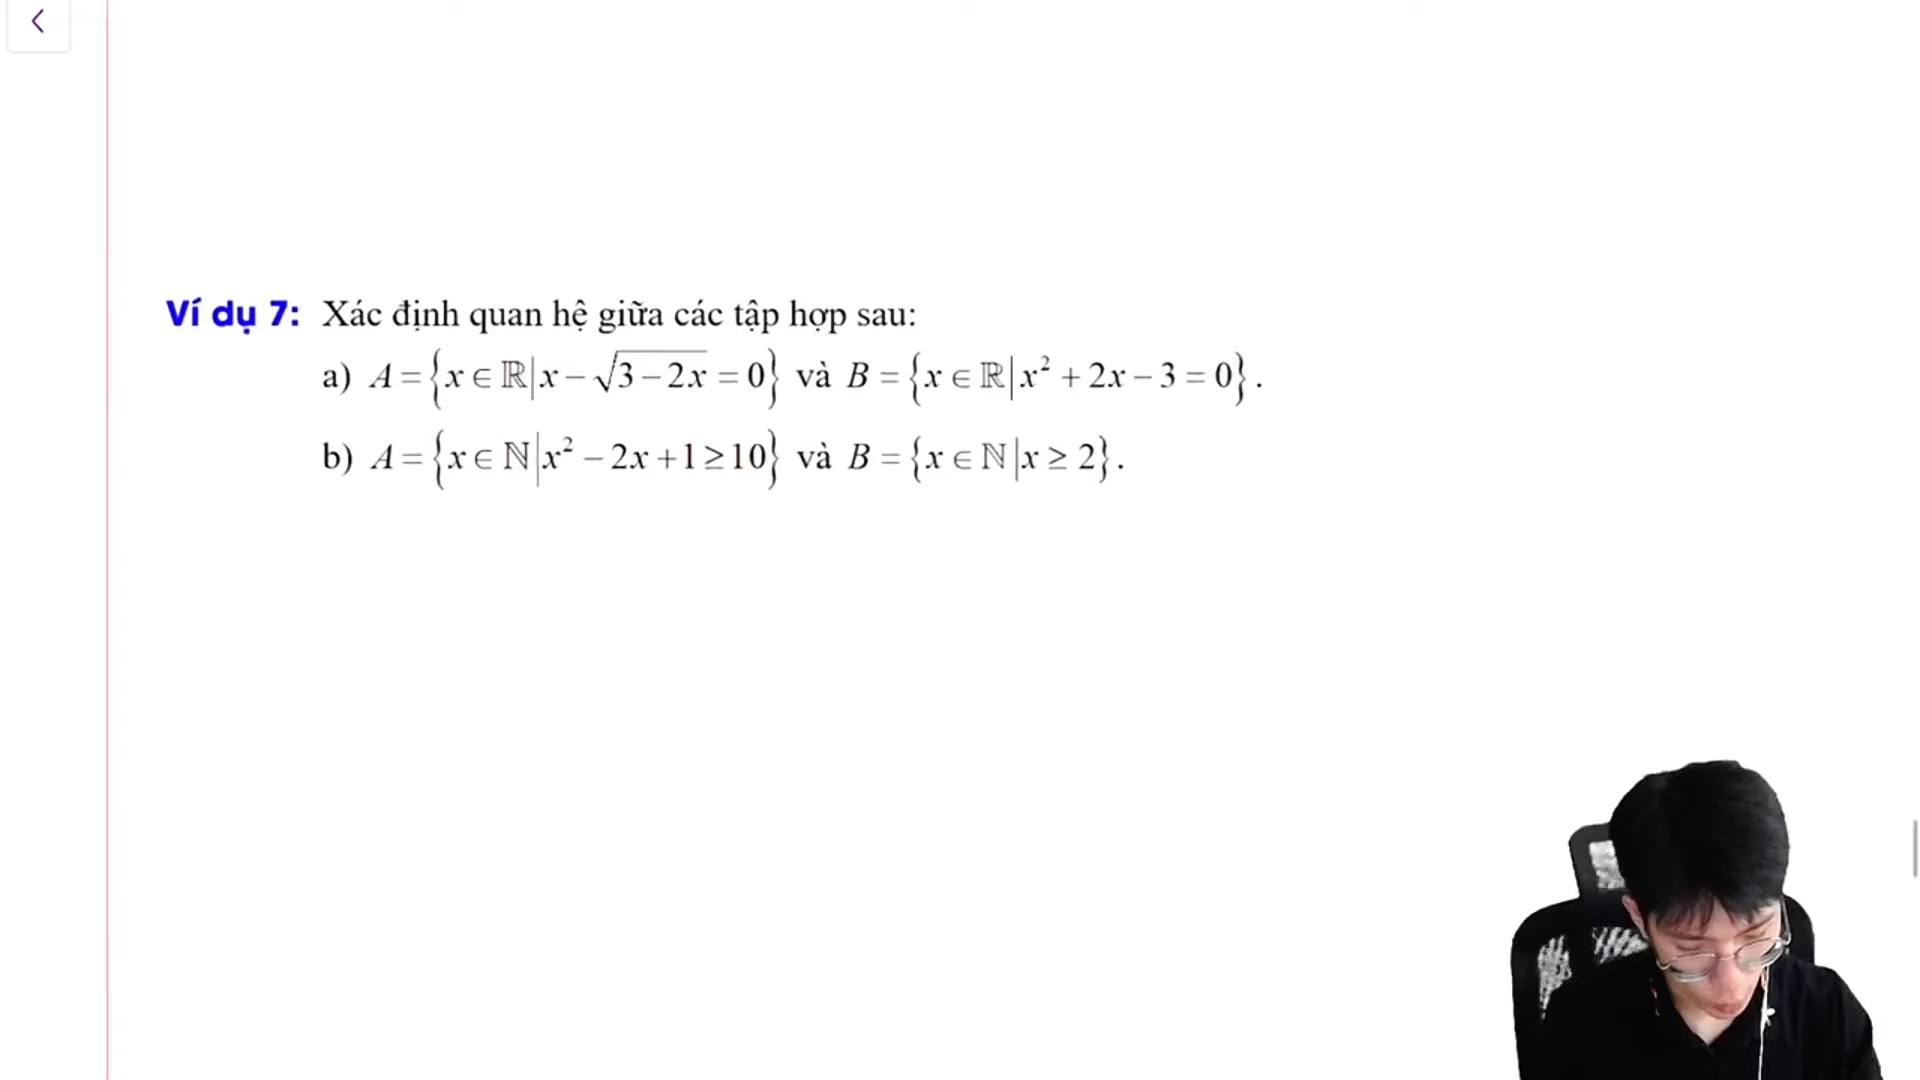 Ví dụ 7: Xác định quan hệ giữa các tập hợp sau:
a) A = {x ∈ ℝ | x − √(3 − 2x) = 0} và B = {x ∈ ℝ | x² + 2x − 3 = 0}.
b) A = {x ∈ ℕ | x² − 2x + 1 ≥ 10} và B = {x ∈ ℕ | x ≥ 2}.